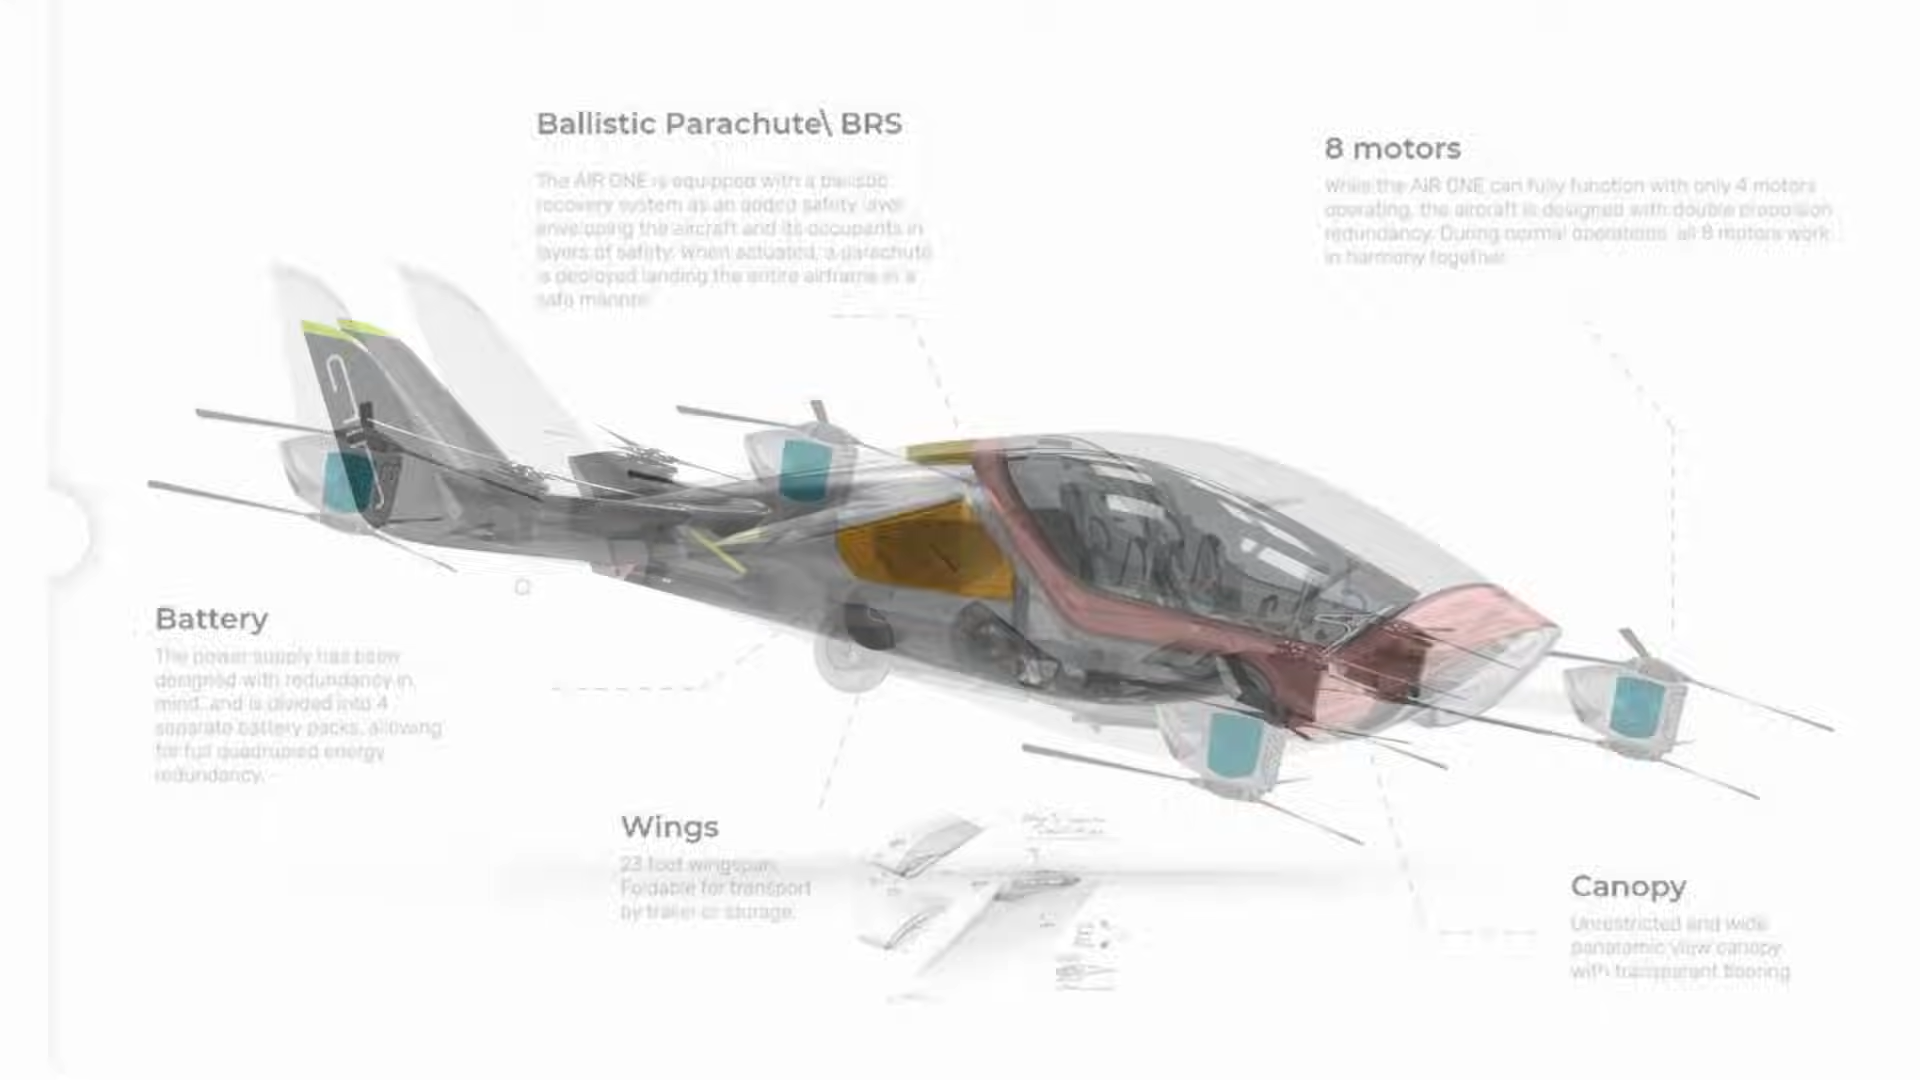 Ballistic Parachute\ BRS
The AIR ONE is equipped with a ballistic
recovery system as an added safety layer
enveloping the aircraft and its occupants in
layers of safety. When actuated, a parachute
is deployed landing the entire airframe in a
safe manner
8 motors
While the AIR ONE can fully function with only 4 motors
operating, the aircraft is designed with double propulsion
redundancy. During normal operations, all 8 motors work
in harmony together
Battery
The power supply has been
designed with redundancy in
mind, and is divided into 4
separate battery packs, allowing
for full quadrupled energy
redundancy.
Wings
23 foot wingspan.
Foldable for transport
by trailer or storage.
Canopy
Unrestricted and wide
panoramic view canopy
with transparent flooring